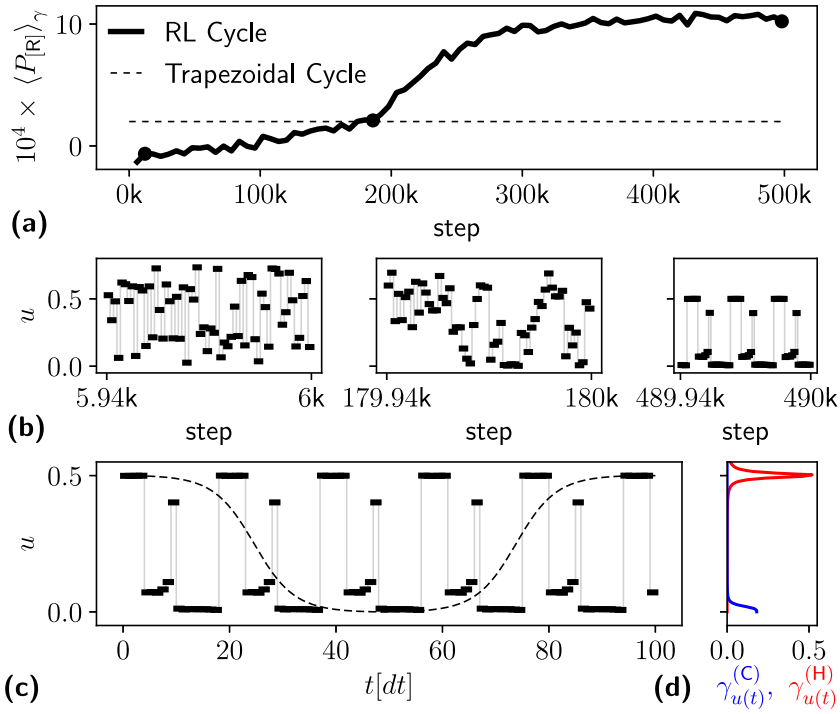 10
0
10⁴ × ⟨P[R]⟩γ
RL Cycle
Trapezoidal Cycle
0k 100k 200k 300k 400k 500k
(a)
step
0.5
0.0
u
5.94k 6k 179.94k 180k 489.94k 490k
(b)
step step step
0.5
0.0
u
0 20 40 60 80 100
0.0 0.5
(c)
t[dt]
(d)
γ^(C)_u(t), γ^(H)_u(t)